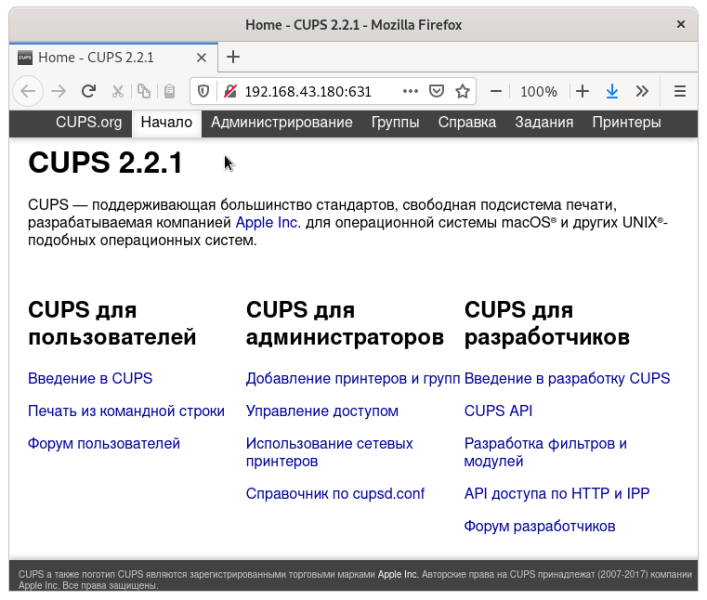 Home - CUPS 2.2.1 - Mozilla Firefox
Home - CUPS 2.2.1
192.168.43.180:631
100%
CUPS.org Начало Администрирование Группы Справка Задания Принтеры
CUPS 2.2.1
CUPS — поддерживающая большинство стандартов, свободная подсистема печати,
разрабатываемая компанией Apple Inc. для операционной системы macOS® и других UNIX®-
подобных операционных систем.
CUPS для
пользователей
Введение в CUPS
Печать из командной строки
Форум пользователей
CUPS для
администраторов
Добавление принтеров и групп
Управление доступом
Использование сетевых
принтеров
Справочник по cupsd.conf
CUPS для
разработчиков
Введение в разработку CUPS
CUPS API
Разработка фильтров и
модулей
API доступа по HTTP и IPP
Форум разработчиков
CUPS а также логотип CUPS являются зарегистрированными торговыми марками Apple Inc. Авторские права на CUPS принадлежат (2007-2017) компании
Apple Inc. Все права защищены.